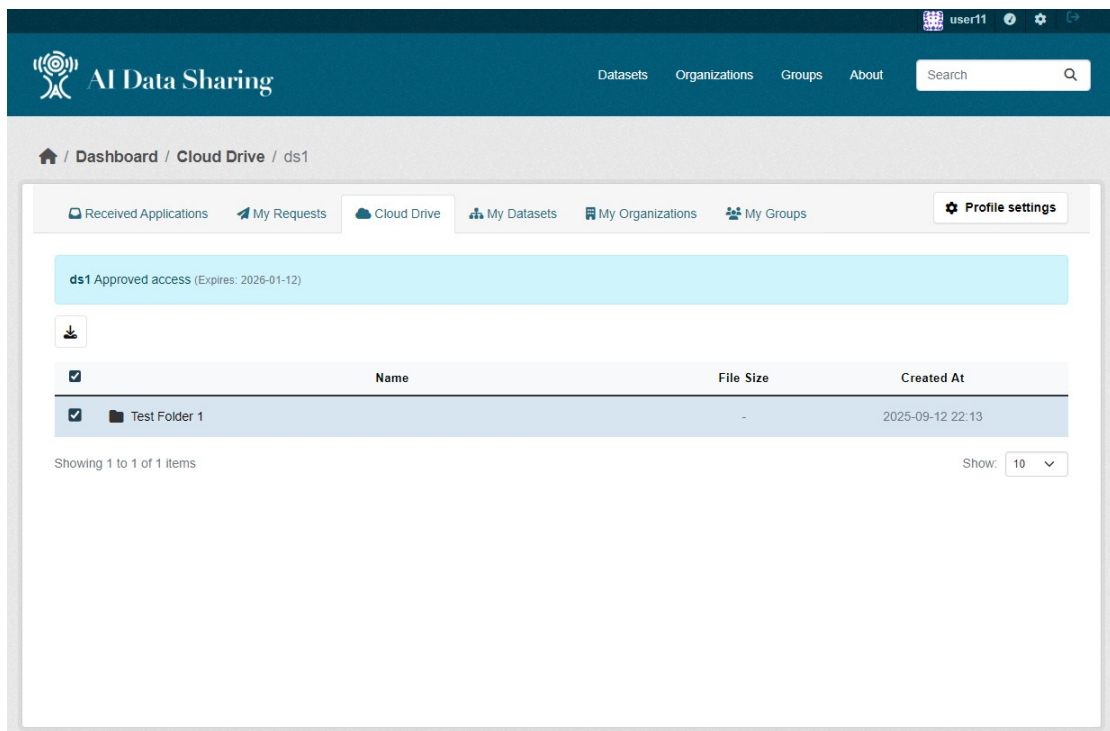 user11
AI Data Sharing
Datasets Organizations Groups About Search
/ Dashboard / Cloud Drive / ds1
Received Applications My Requests Cloud Drive My Datasets My Organizations My Groups Profile settings
ds1 Approved access (Expires: 2026-01-12)
Name File Size Created At
Test Folder 1 - 2025-09-12 22:13
Showing 1 to 1 of 1 items Show: 10